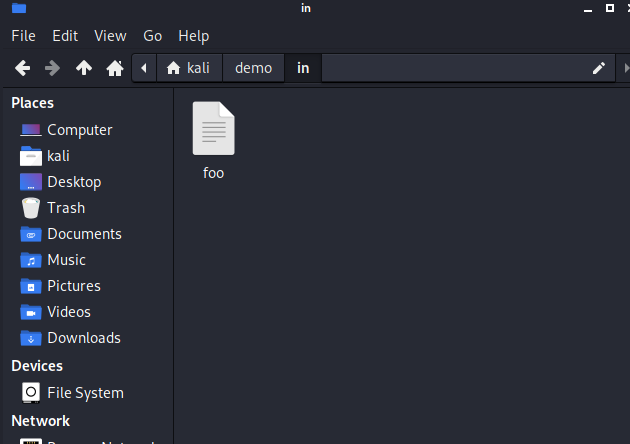 in
File Edit View Go Help
kali demo in
Places
Computer
kali
Desktop
Trash
Documents
Music
Pictures
Videos
Downloads
Devices
File System
Network
foo